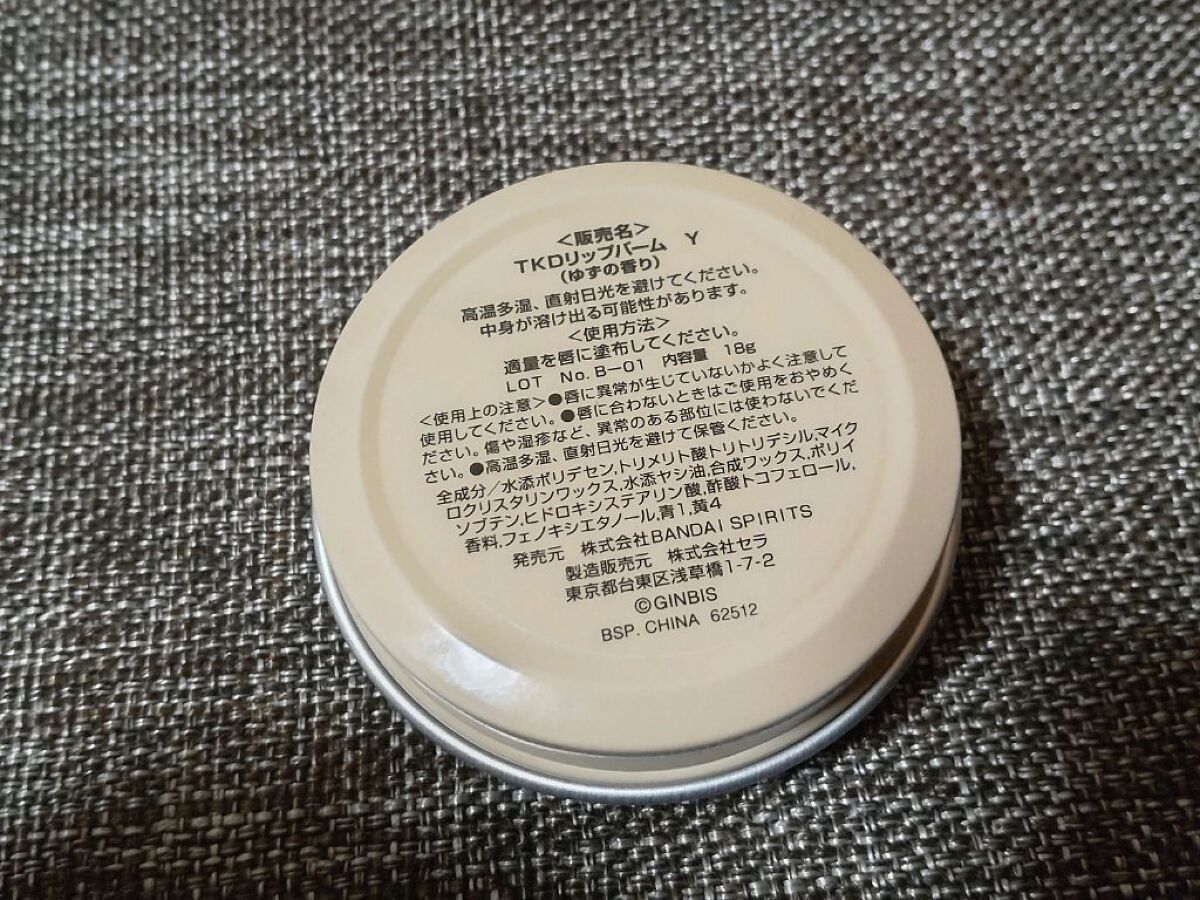 <販売名>
TKDリップバーム Y
(ゆずの香り)
高温多湿、直射日光を避けてください。
中身が溶け出る可能性があります。
<使用方法>
適量を唇に塗布してください。
LOT No.B-01 内容量 18g
<使用上の注意>●唇に異常が生じていないかよく注意して
使用してください。●唇に合わないときはご使用をおやめく
ださい。傷や湿疹など、異常のある部位には使わないでくだ
さい。●高温多湿、直射日光を避けて保管ください。
全成分/水添ポリデセン,トリメリト酸トリトリデシル,マイク
ロクリスタリンワックス,水添ヤシ油,合成ワックス,ポリイ
ソブテン,ヒドロキシステアリン酸,酢酸トコフェロール,
香料,フェノキシエタノール,青1,黄4
発売元 株式会社BANDAI SPIRITS
製造販売元 株式会社セラ
東京都台東区浅草橋1-7-2
©GINBIS
BSP. CHINA 62512